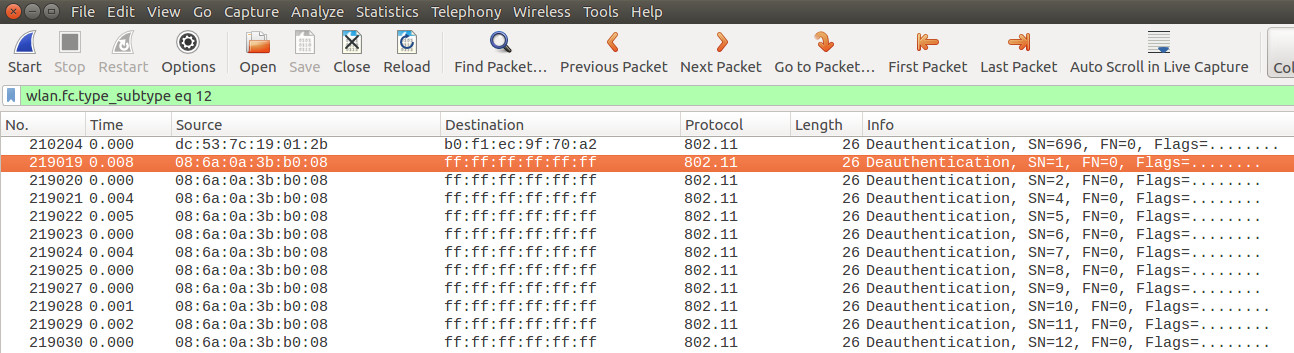 File Edit View Go Capture Analyze Statistics Telephony Wireless Tools Help
Start Stop Restart Options Open Save Close Reload Find Packet... Previous Packet Next Packet Go to Packet... First Packet Last Packet Auto Scroll in Live Capture Col
wlan.fc.type_subtype eq 12
No. Time Source Destination Protocol Length Info
210204 0.000 dc:53:7c:19:01:2b b0:f1:ec:9f:70:a2 802.11 26 Deauthentication, SN=696, FN=0, Flags=........
219019 0.008 08:6a:0a:3b:b0:08 ff:ff:ff:ff:ff:ff 802.11 26 Deauthentication, SN=1, FN=0, Flags=........
219020 0.000 08:6a:0a:3b:b0:08 ff:ff:ff:ff:ff:ff 802.11 26 Deauthentication, SN=2, FN=0, Flags=........
219021 0.004 08:6a:0a:3b:b0:08 ff:ff:ff:ff:ff:ff 802.11 26 Deauthentication, SN=4, FN=0, Flags=........
219022 0.005 08:6a:0a:3b:b0:08 ff:ff:ff:ff:ff:ff 802.11 26 Deauthentication, SN=5, FN=0, Flags=........
219023 0.000 08:6a:0a:3b:b0:08 ff:ff:ff:ff:ff:ff 802.11 26 Deauthentication, SN=6, FN=0, Flags=........
219024 0.004 08:6a:0a:3b:b0:08 ff:ff:ff:ff:ff:ff 802.11 26 Deauthentication, SN=7, FN=0, Flags=........
219025 0.000 08:6a:0a:3b:b0:08 ff:ff:ff:ff:ff:ff 802.11 26 Deauthentication, SN=8, FN=0, Flags=........
219027 0.000 08:6a:0a:3b:b0:08 ff:ff:ff:ff:ff:ff 802.11 26 Deauthentication, SN=9, FN=0, Flags=........
219028 0.001 08:6a:0a:3b:b0:08 ff:ff:ff:ff:ff:ff 802.11 26 Deauthentication, SN=10, FN=0, Flags=........
219029 0.002 08:6a:0a:3b:b0:08 ff:ff:ff:ff:ff:ff 802.11 26 Deauthentication, SN=11, FN=0, Flags=........
219030 0.000 08:6a:0a:3b:b0:08 ff:ff:ff:ff:ff:ff 802.11 26 Deauthentication, SN=12, FN=0, Flags=........